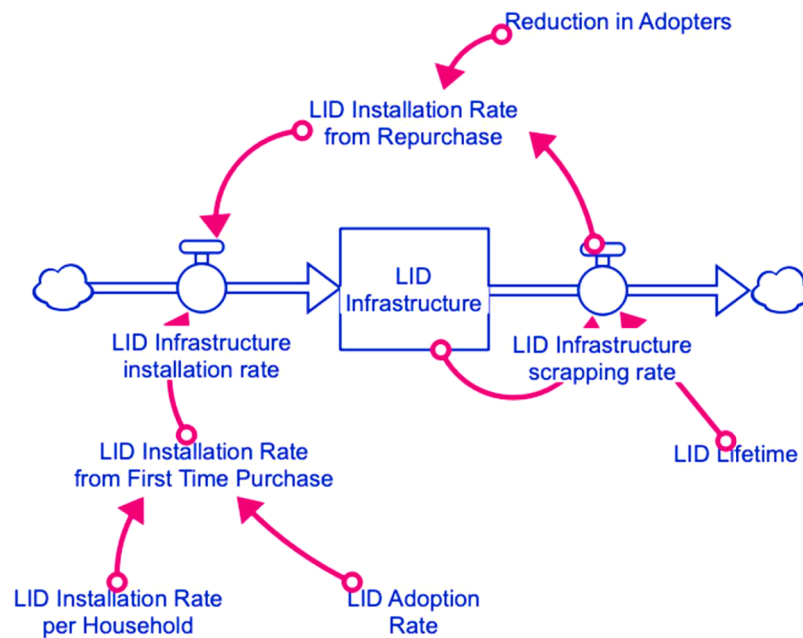 Reduction in Adopters
LID Installation Rate
from Repurchase
LID
Infrastructure
LID Infrastructure
installation rate
LID Infrastructure
scrapping rate
LID Installation Rate
from First Time Purchase
LID Lifetime
LID Installation Rate
per Household
LID Adoption
Rate